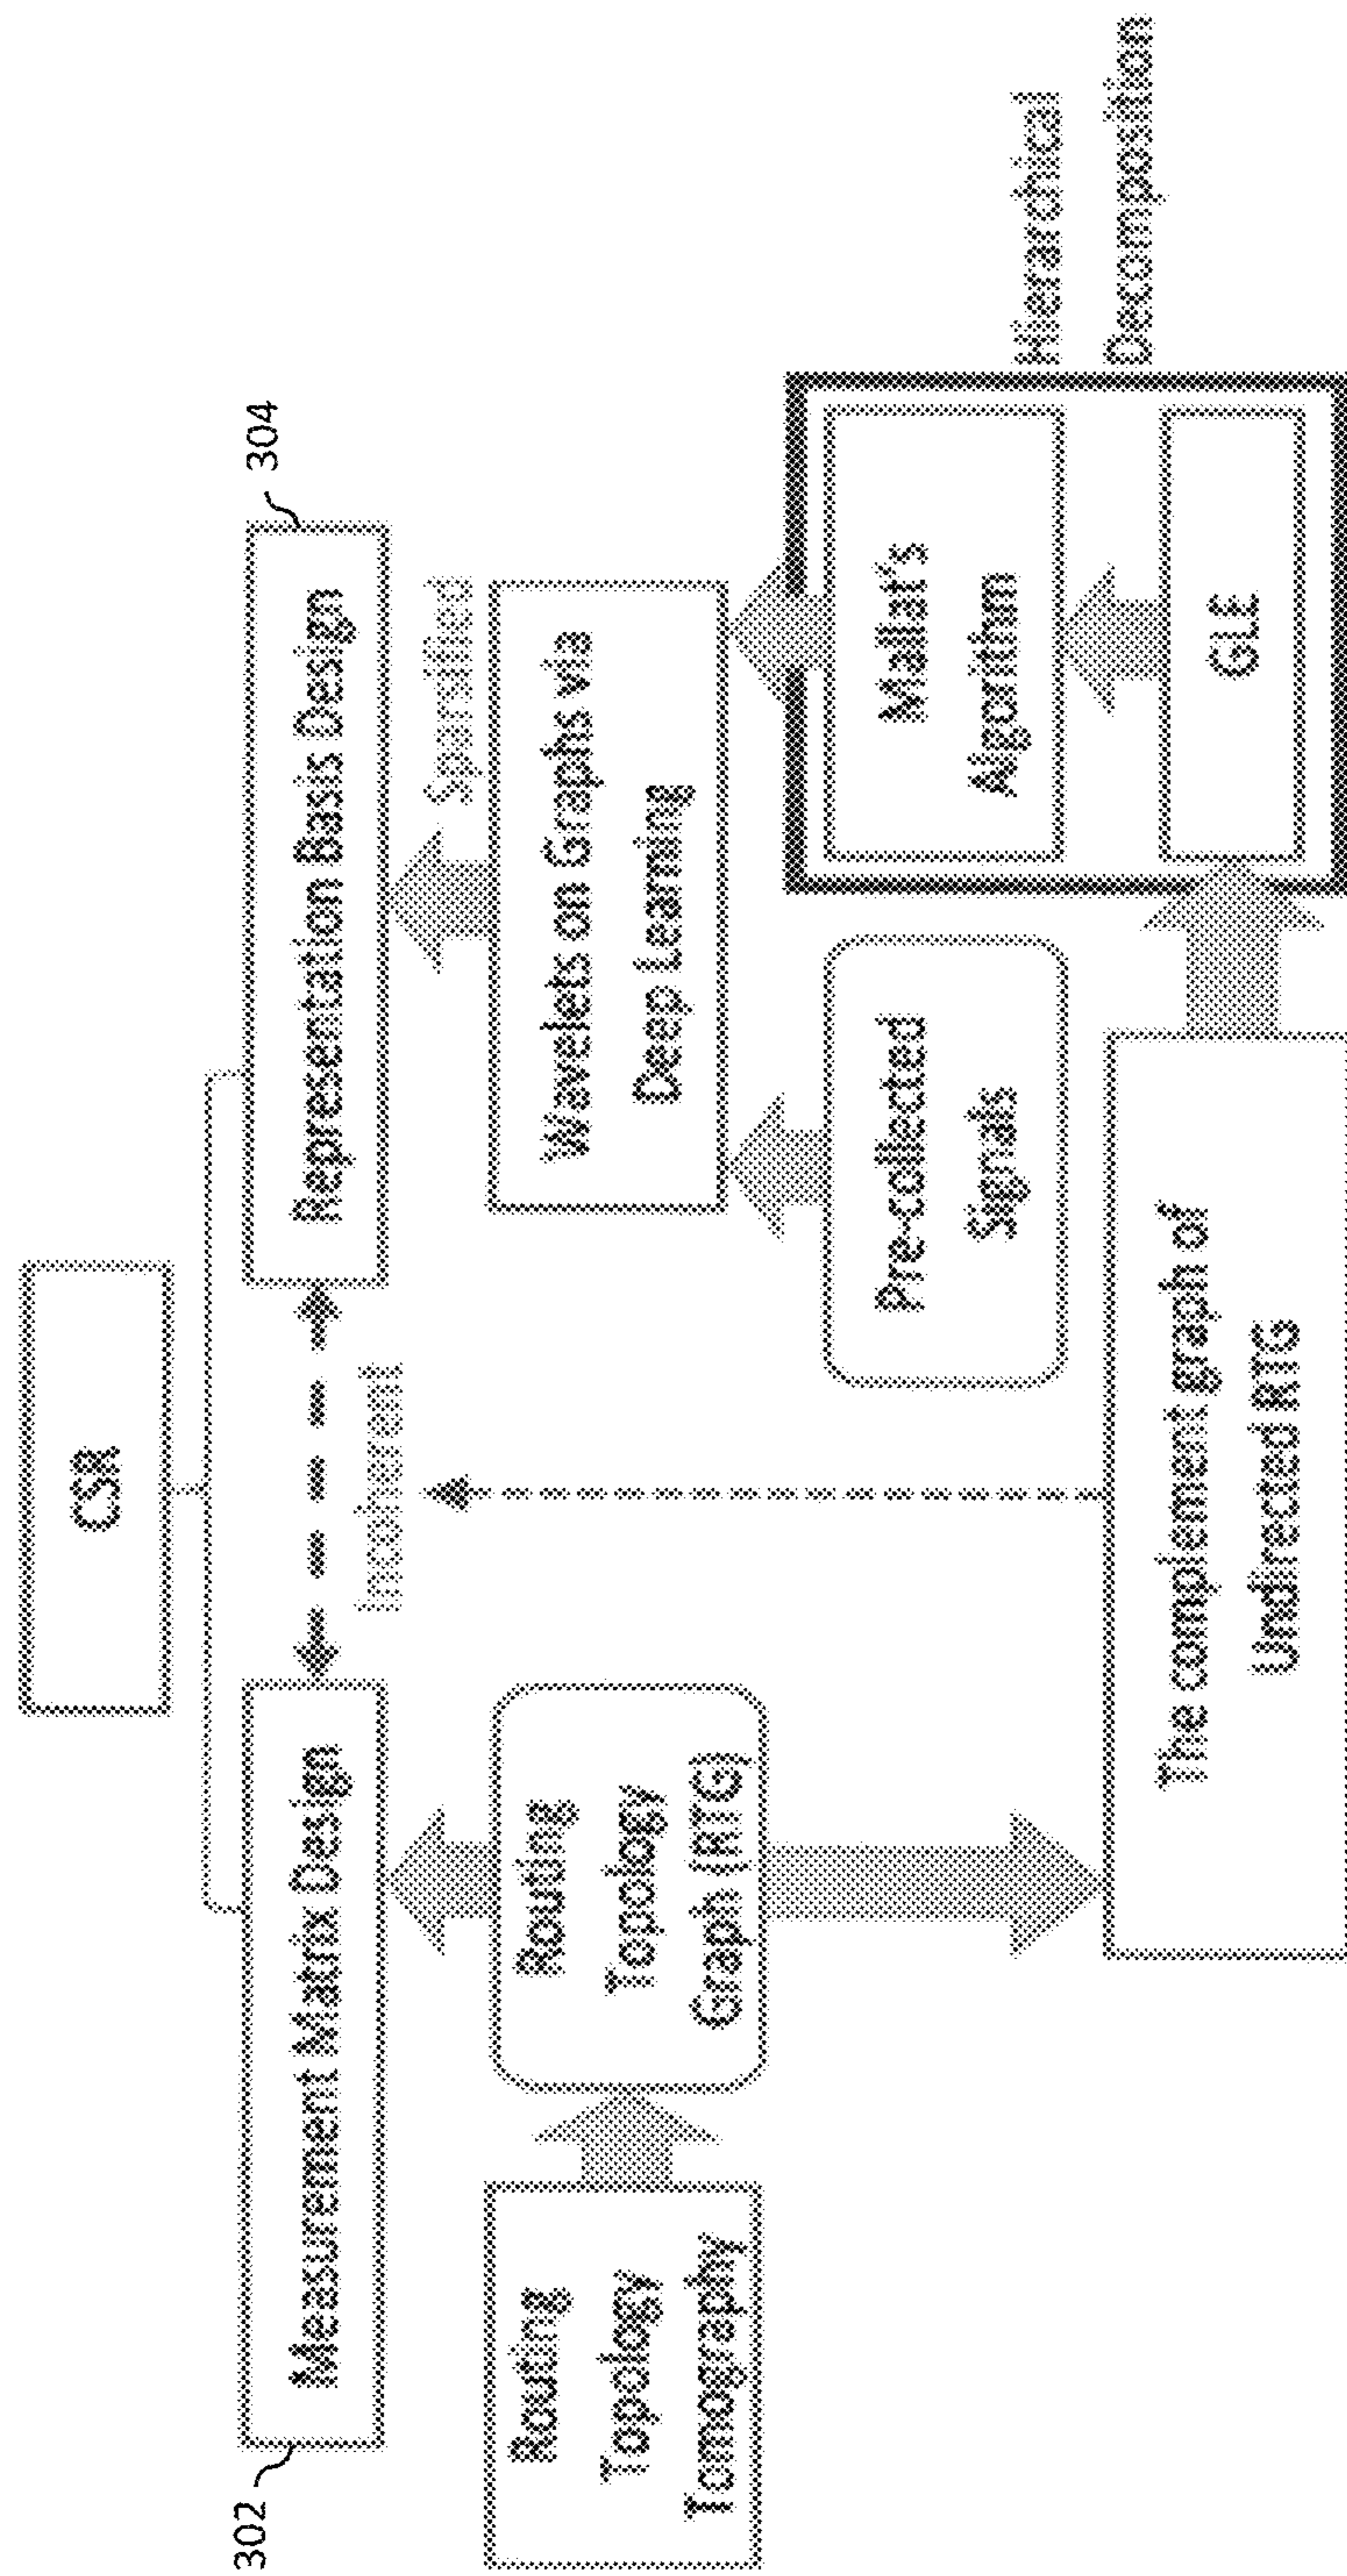 CSR
302
Measurement Matrix Design
Representation Basis Design
304
Incoherent
Sparsified
Routing
Topology
Tomography
Routing
Topology
Graph (RTG)
Wavelets on Graphs via
Deep Learning
Pre-collected
Signals
Mallat's
Algorithm
Hierarchical
Decomposition
The complement graph of
Undirected RTG
GLE